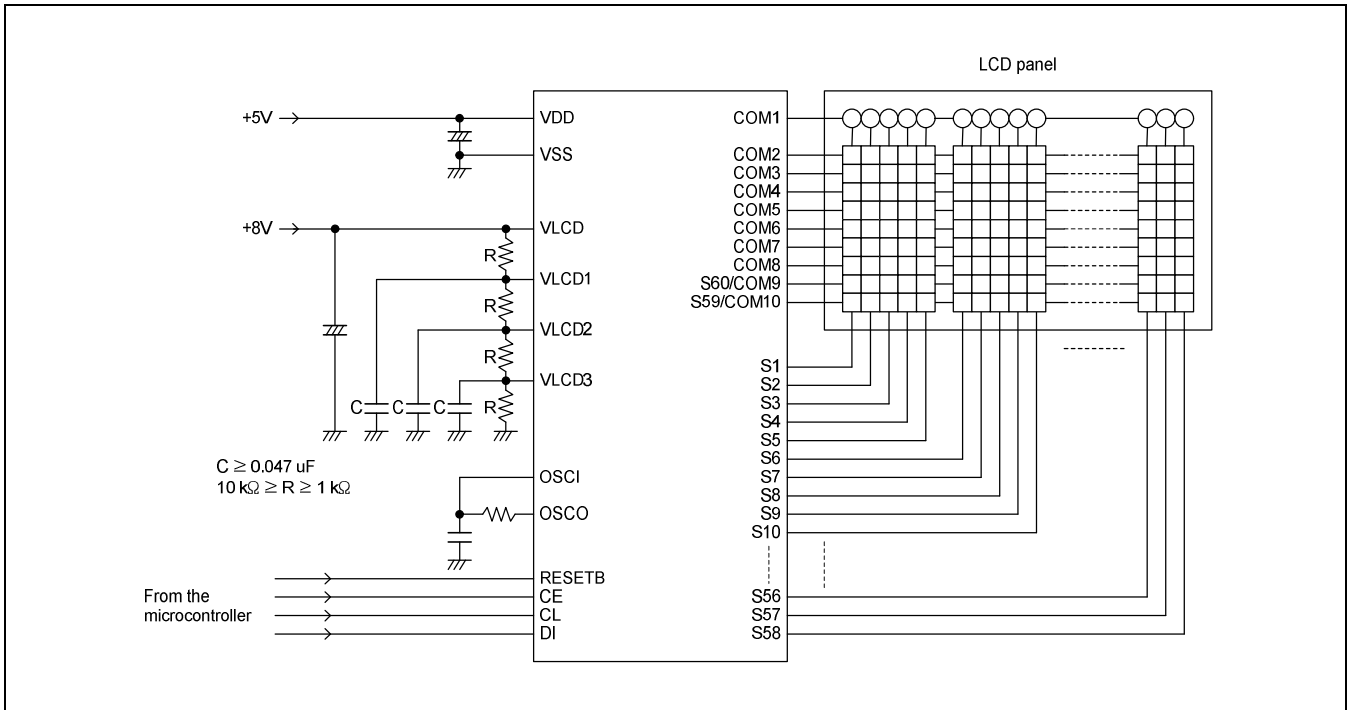 LCD panel
+5V
VDD
VSS
+8V
VLCD
R
VLCD1
R
VLCD2
R
VLCD3
C
C
C
R
C ≥ 0.047 uF
10 kΩ ≥ R ≥ 1 kΩ
OSCI
OSCO
From the
microcontroller
RESETB
CE
CL
DI
COM1
COM2
COM3
COM4
COM5
COM6
COM7
COM8
S60/COM9
S59/COM10
S1
S2
S3
S4
S5
S6
S7
S8
S9
S10
S56
S57
S58